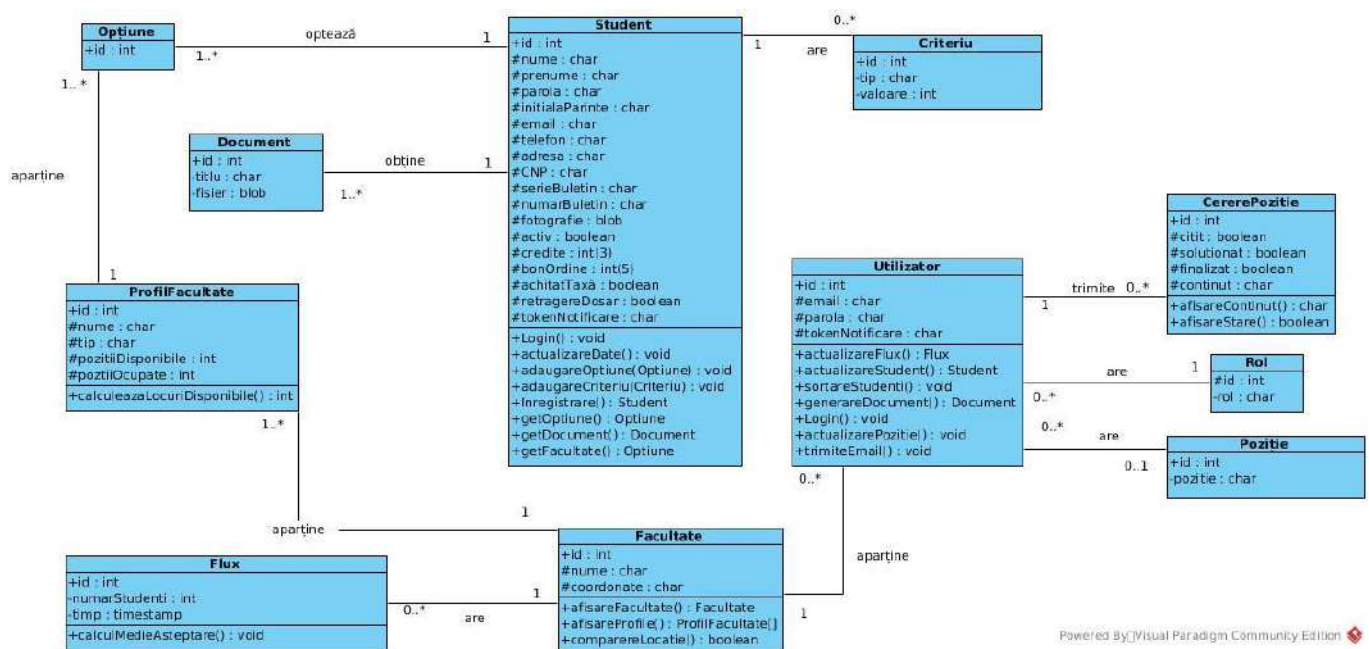 Opțiune
+id : int
1..*
optează
1
1..*
Student
+id : int
#nume : char
#prenume : char
#parola : char
#initialaParinte : char
#email : char
#telefon : char
#adresa : char
#CNP : char
#serieBuletin : char
#numarBuletin : char
#fotografie : blob
#activ : boolean
#credite : int(3)
#bonOrdine : int(5)
#achitatTaxă : boolean
#retragereDosar : boolean
#tokenNotificare : char
+Login() : void
+actualizareDate() : void
+adaugareOptiune(Optiune) : void
+adaugareCriteriu(Criteriu) : void
+Inregistrare() : Student
+getOptiune() : Optiune
+getDocument() : Document
+getFacultate() : Optiune
0..*
1
are
Criteriu
+id : int
-tip : char
-valoare : int
Document
+id : int
-titlu : char
-fisier : blob
obține
1
1..*
aparține
1
ProfilFacultate
+id : int
#nume : char
#tip : char
#pozitiiDisponibile : int
#poztiiOcupate : int
+calculeazaLocuriDisponibile() : int
1..*
aparține
1
CererePozitie
+id : int
#citit : boolean
#solutionat : boolean
#finalizat : boolean
#continut : char
+afisareContinut() : char
+afisareStare() : boolean
Utilizator
+id : int
#email : char
#parola : char
#tokenNotificare : char
+actualizareFlux() : Flux
+actualizareStudent() : Student
+sortareStudenti() : void
+generareDocument() : Document
+Login() : void
+actualizarePozitie() : void
+trimiteEmail() : void
trimite 0..*
1
are
1
0..*
Rol
#id : int
-rol : char
0..*
are
0..1
Poziție
+id : int
-pozitie : char
0..*
aparține
1
Flux
+id : int
-numarStudenti : int
-timp : timestamp
+calculMedieAsteptare() : void
0..*
are
1
Facultate
+id : int
#nume : char
#coordonate : char
+afisareFacultate() : Facultate
+afisareProfile() : ProfilFacultate[]
+comparereLocatie() : boolean
Powered By Visual Paradigm Community Edition